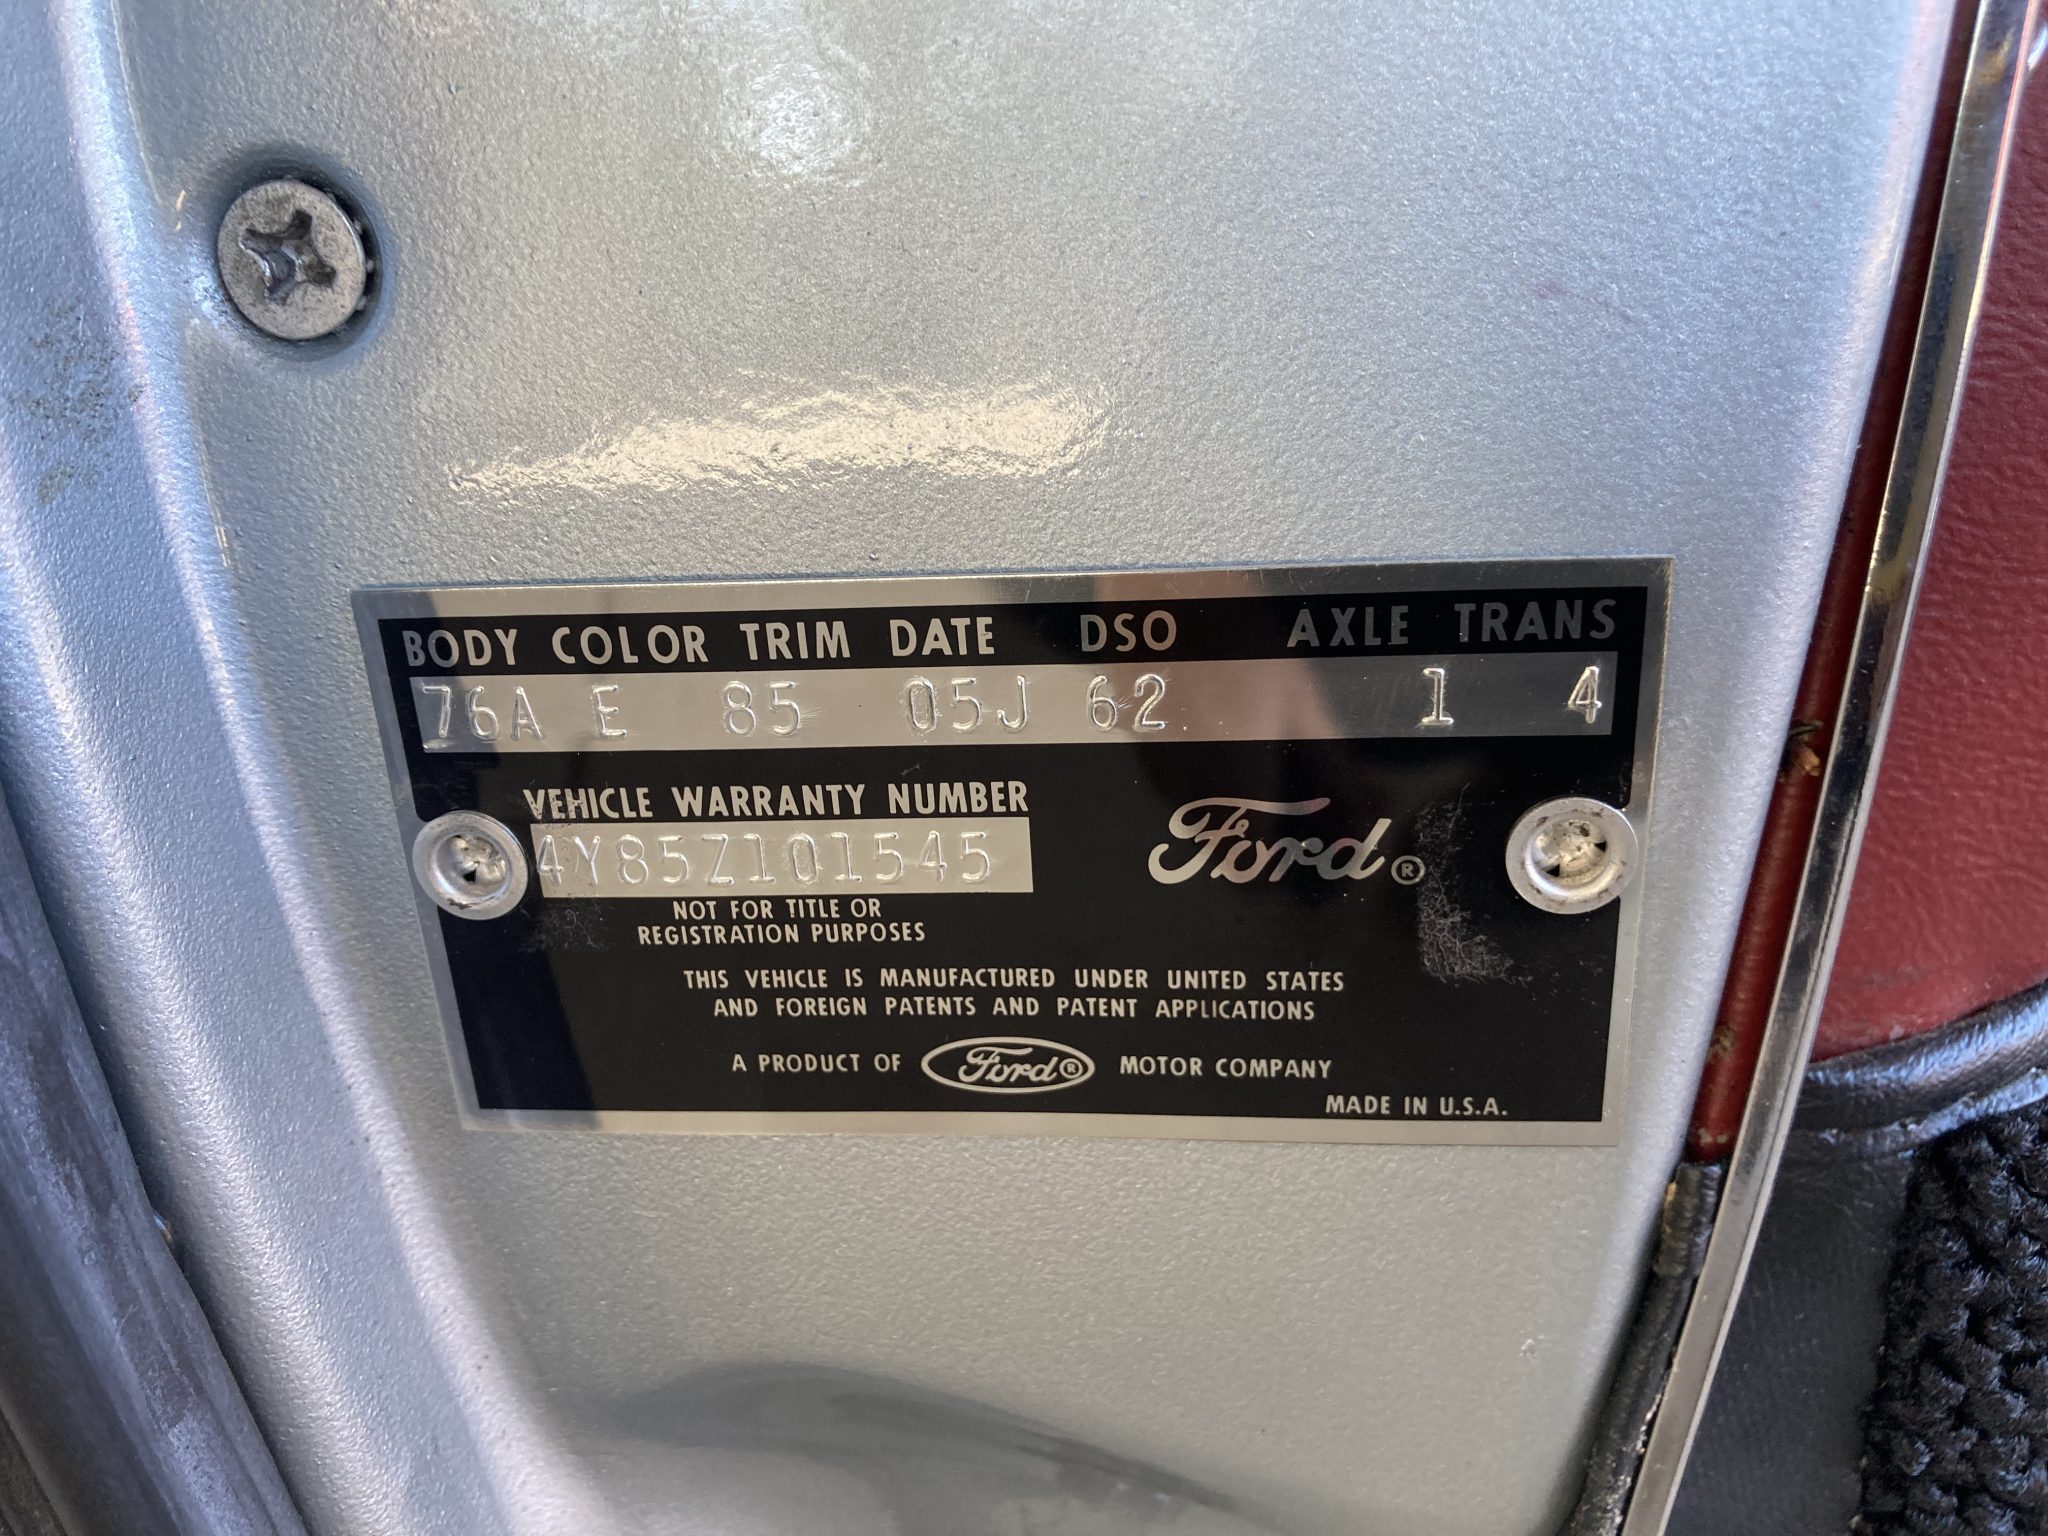 BODY COLOR TRIM DATE DSO AXLE TRANS
76A E 85 05J 62 1 4
VEHICLE WARRANTY NUMBER
4Y85Z101545
Ford®
NOT FOR TITLE OR
REGISTRATION PURPOSES
THIS VEHICLE IS MANUFACTURED UNDER UNITED STATES
AND FOREIGN PATENTS AND PATENT APPLICATIONS
A PRODUCT OF Ford® MOTOR COMPANY
MADE IN U.S.A.